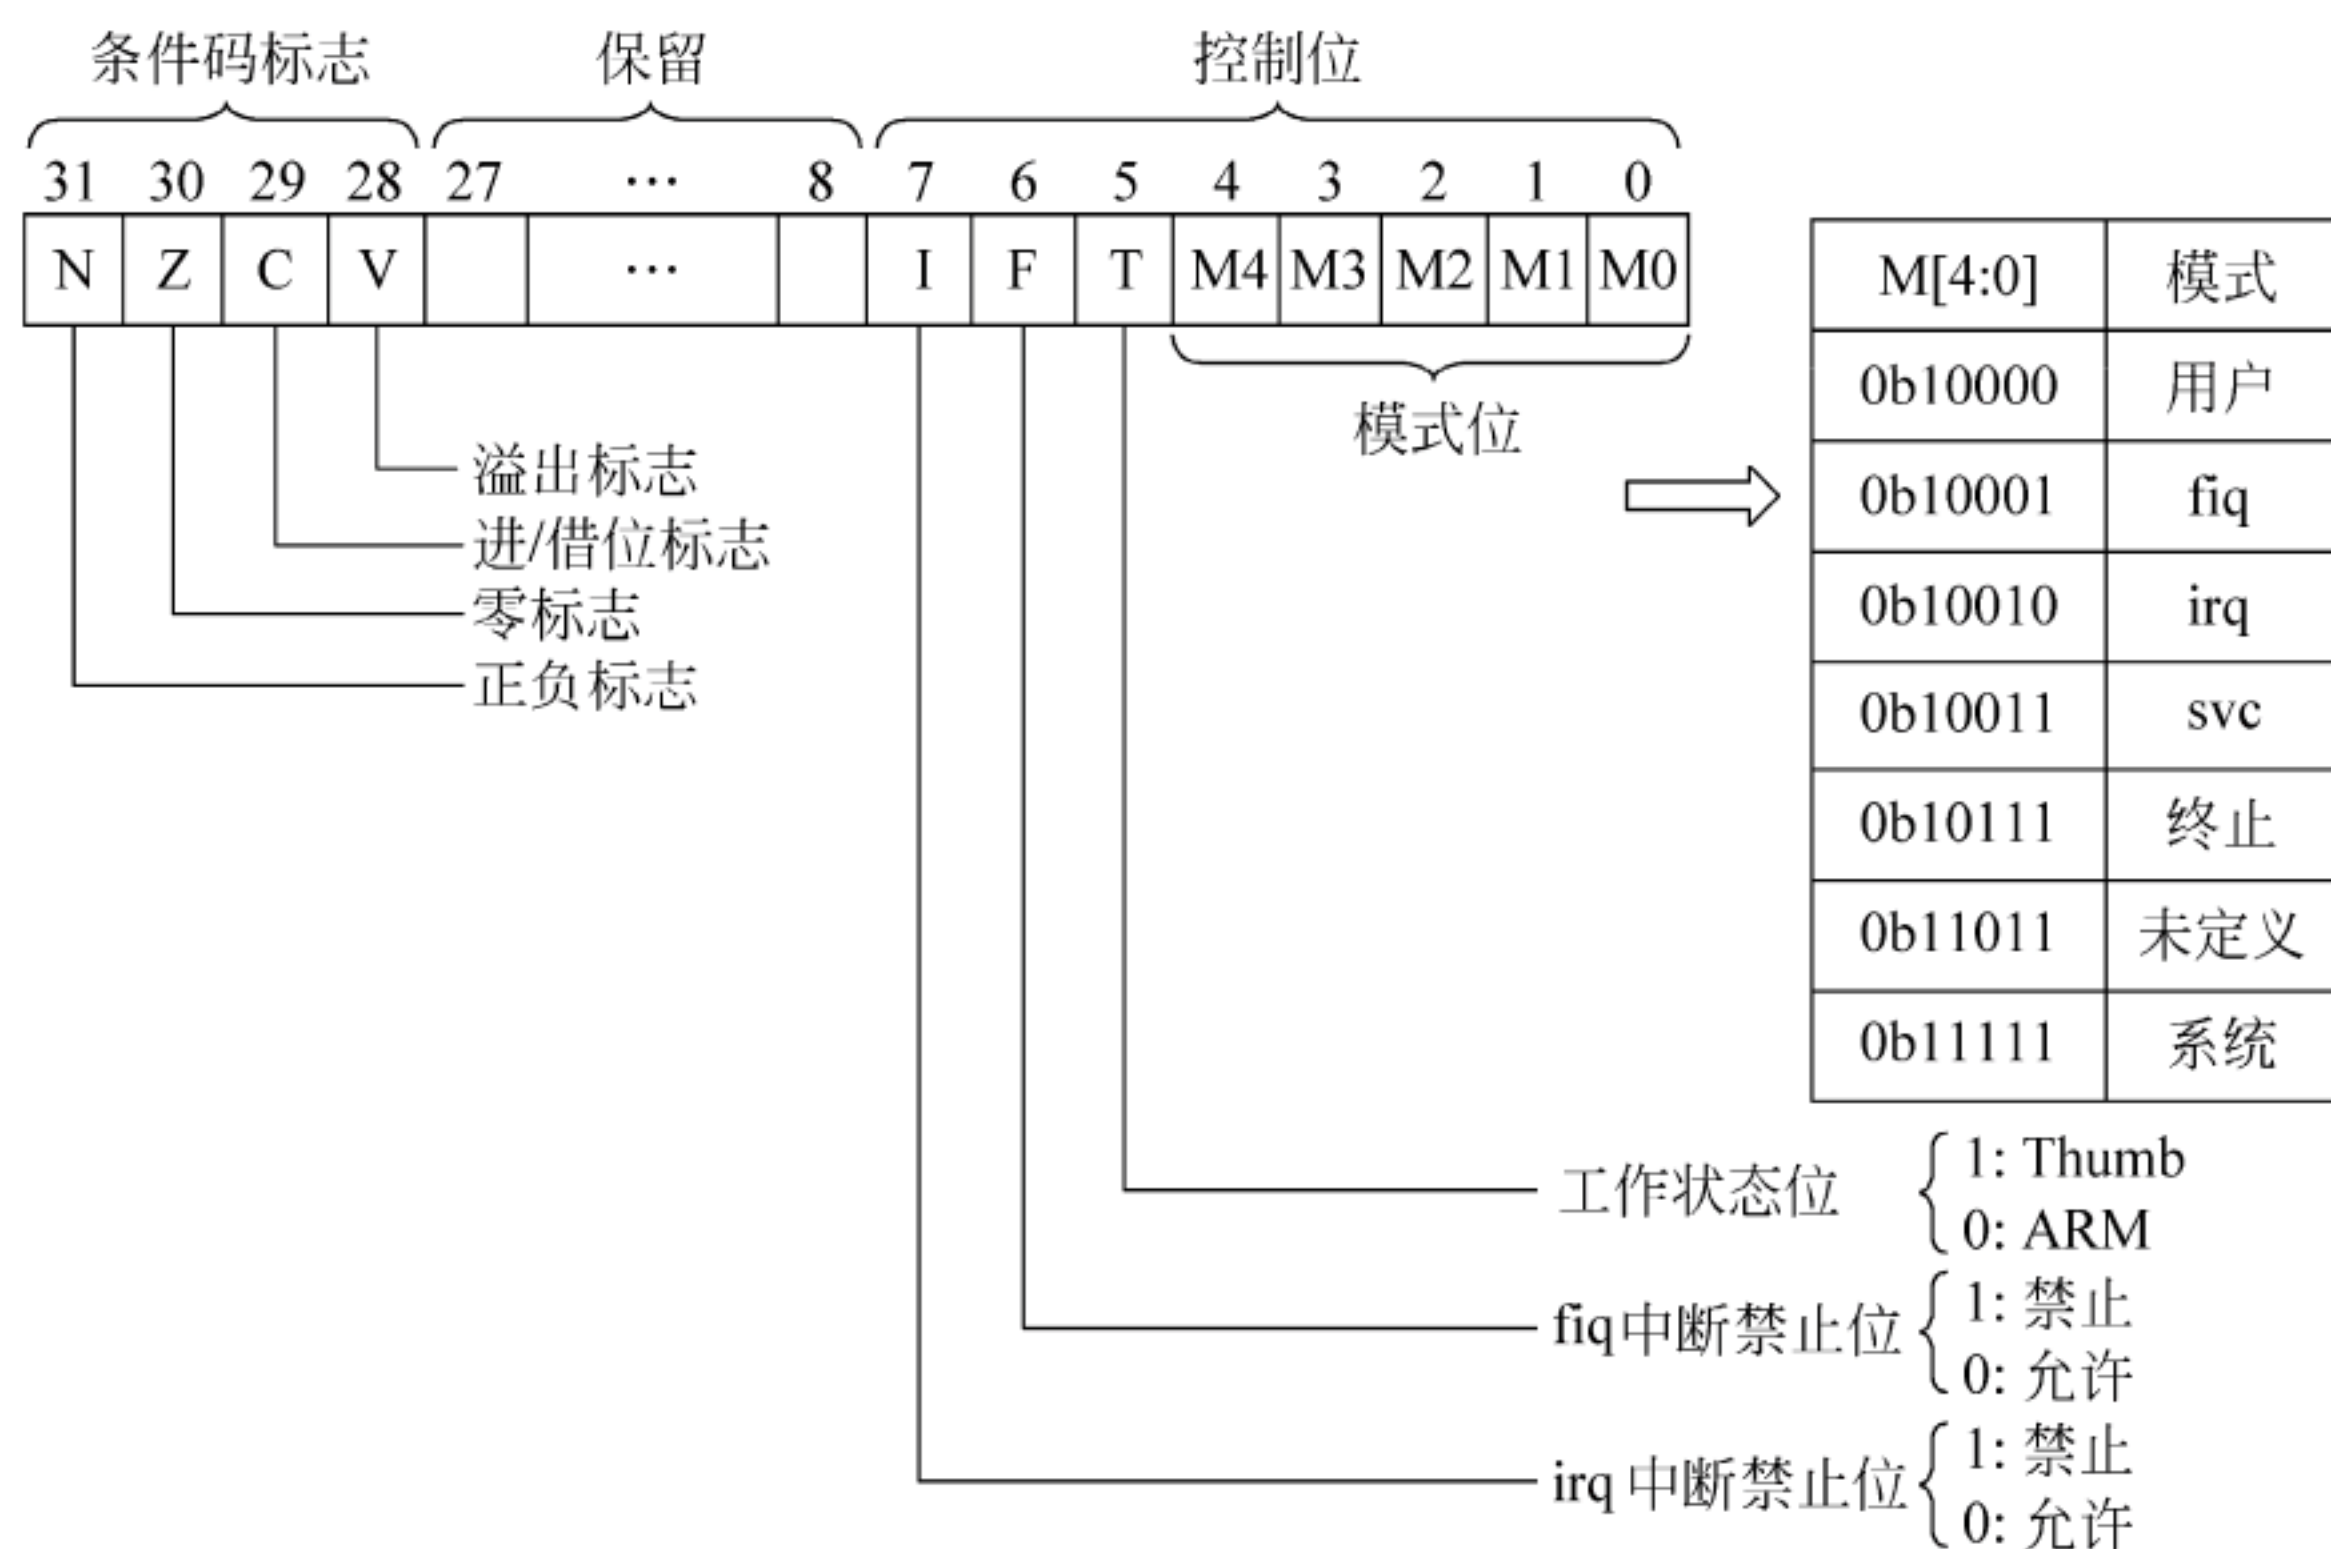 条件码标志 保留 控制位
31 30 29 28 27 … 8 7 6 5 4 3 2 1 0
N Z C V … I F T M4 M3 M2 M1 M0
模式位
溢出标志
进/借位标志
零标志
正负标志
M[4:0] 模式
0b10000 用户
0b10001 fiq
0b10010 irq
0b10011 svc
0b10111 终止
0b11011 未定义
0b11111 系统
工作状态位
1: Thumb
0: ARM
fiq中断禁止位
1: 禁止
0: 允许
irq中断禁止位
1: 禁止
0: 允许